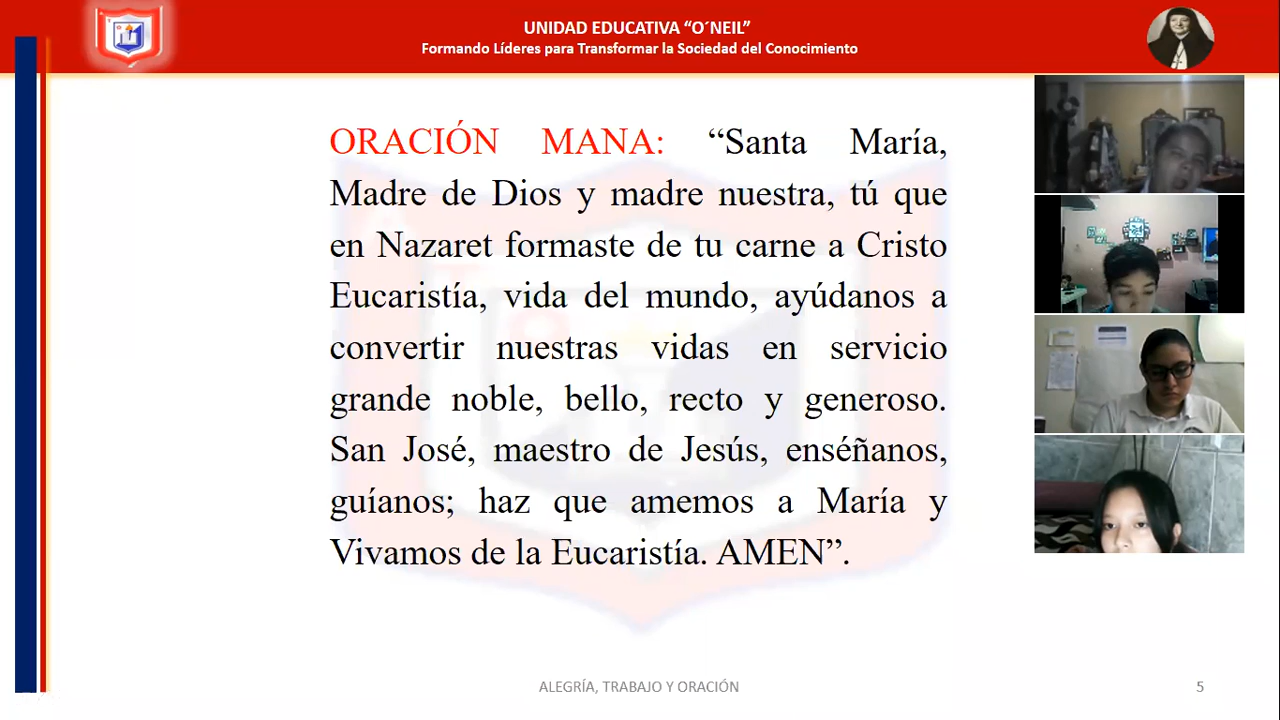 UNIDAD EDUCATIVA “O´NEIL”
Formando Líderes para Transformar la Sociedad del Conocimiento
ORACIÓN MANA: “Santa María,
Madre de Dios y madre nuestra, tú que
en Nazaret formaste de tu carne a Cristo
Eucaristía, vida del mundo, ayúdanos a
convertir nuestras vidas en servicio
grande noble, bello, recto y generoso.
San José, maestro de Jesús, enséñanos,
guíanos; haz que amemos a María y
Vivamos de la Eucaristía. AMEN”.
ALEGRÍA, TRABAJO Y ORACIÓN
5